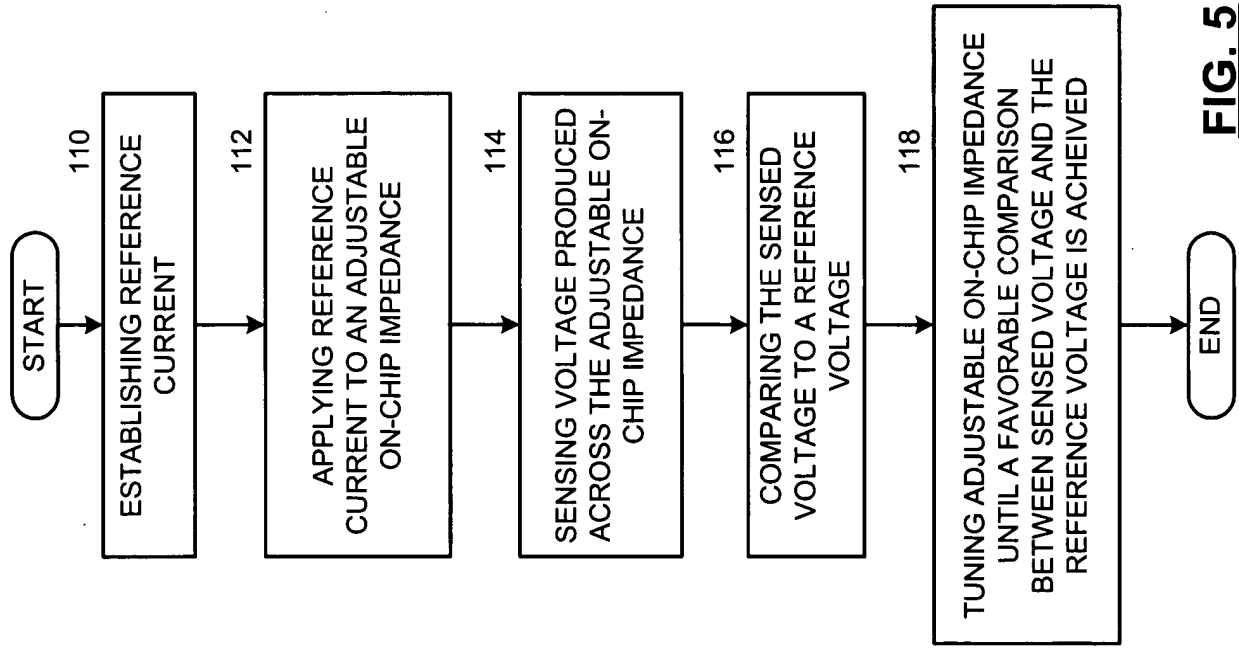 START
110
ESTABLISHING REFERENCE
CURRENT
112
APPLYING REFERENCE
CURRENT TO AN ADJUSTABLE
ON-CHIP IMPEDANCE
114
SENSING VOLTAGE PRODUCED
ACROSS THE ADJUSTABLE ON-
CHIP IMPEDANCE
116
COMPARING THE SENSED
VOLTAGE TO A REFERENCE
VOLTAGE
118
TUNING ADJUSTABLE ON-CHIP IMPEDANCE
UNTIL A FAVORABLE COMPARISON
BETWEEN SENSED VOLTAGE AND THE
REFERENCE VOLTAGE IS ACHEIVED
END
FIG. 5